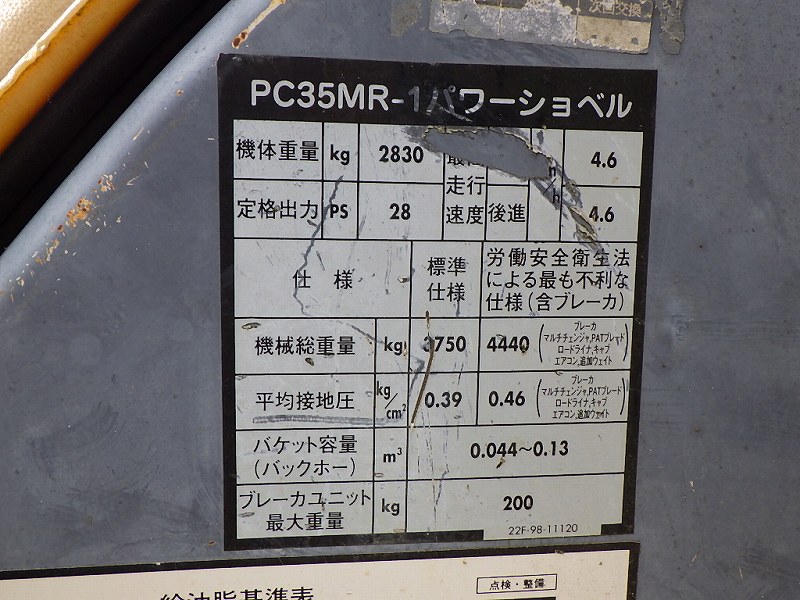 次回交換
PC35MR-1パワーショベル
機体重量 kg 2830 走行 4.6
定格出力 PS 28 速度 後進 4.6
仕様 標準仕様 労働安全衛生法
による最も不利な
仕様(含ブレーカ)
機械総重量 kg 3750 4440 (ブレーカ
マルチチェンジャ,PATブレード
ロードライナ,キャブ
エアコン,追加ウェイト)
平均接地圧 kg/cm² 0.39 0.46 (ブレーカ
マルチチェンジャ,PATブレード
ロードライナ,キャブ
エアコン,追加ウェイト)
バケット容量
(バックホー) m³ 0.044~0.13
ブレーカユニット
最大重量 kg 200
22F-98-11120
給油脂基準表
点検・整備